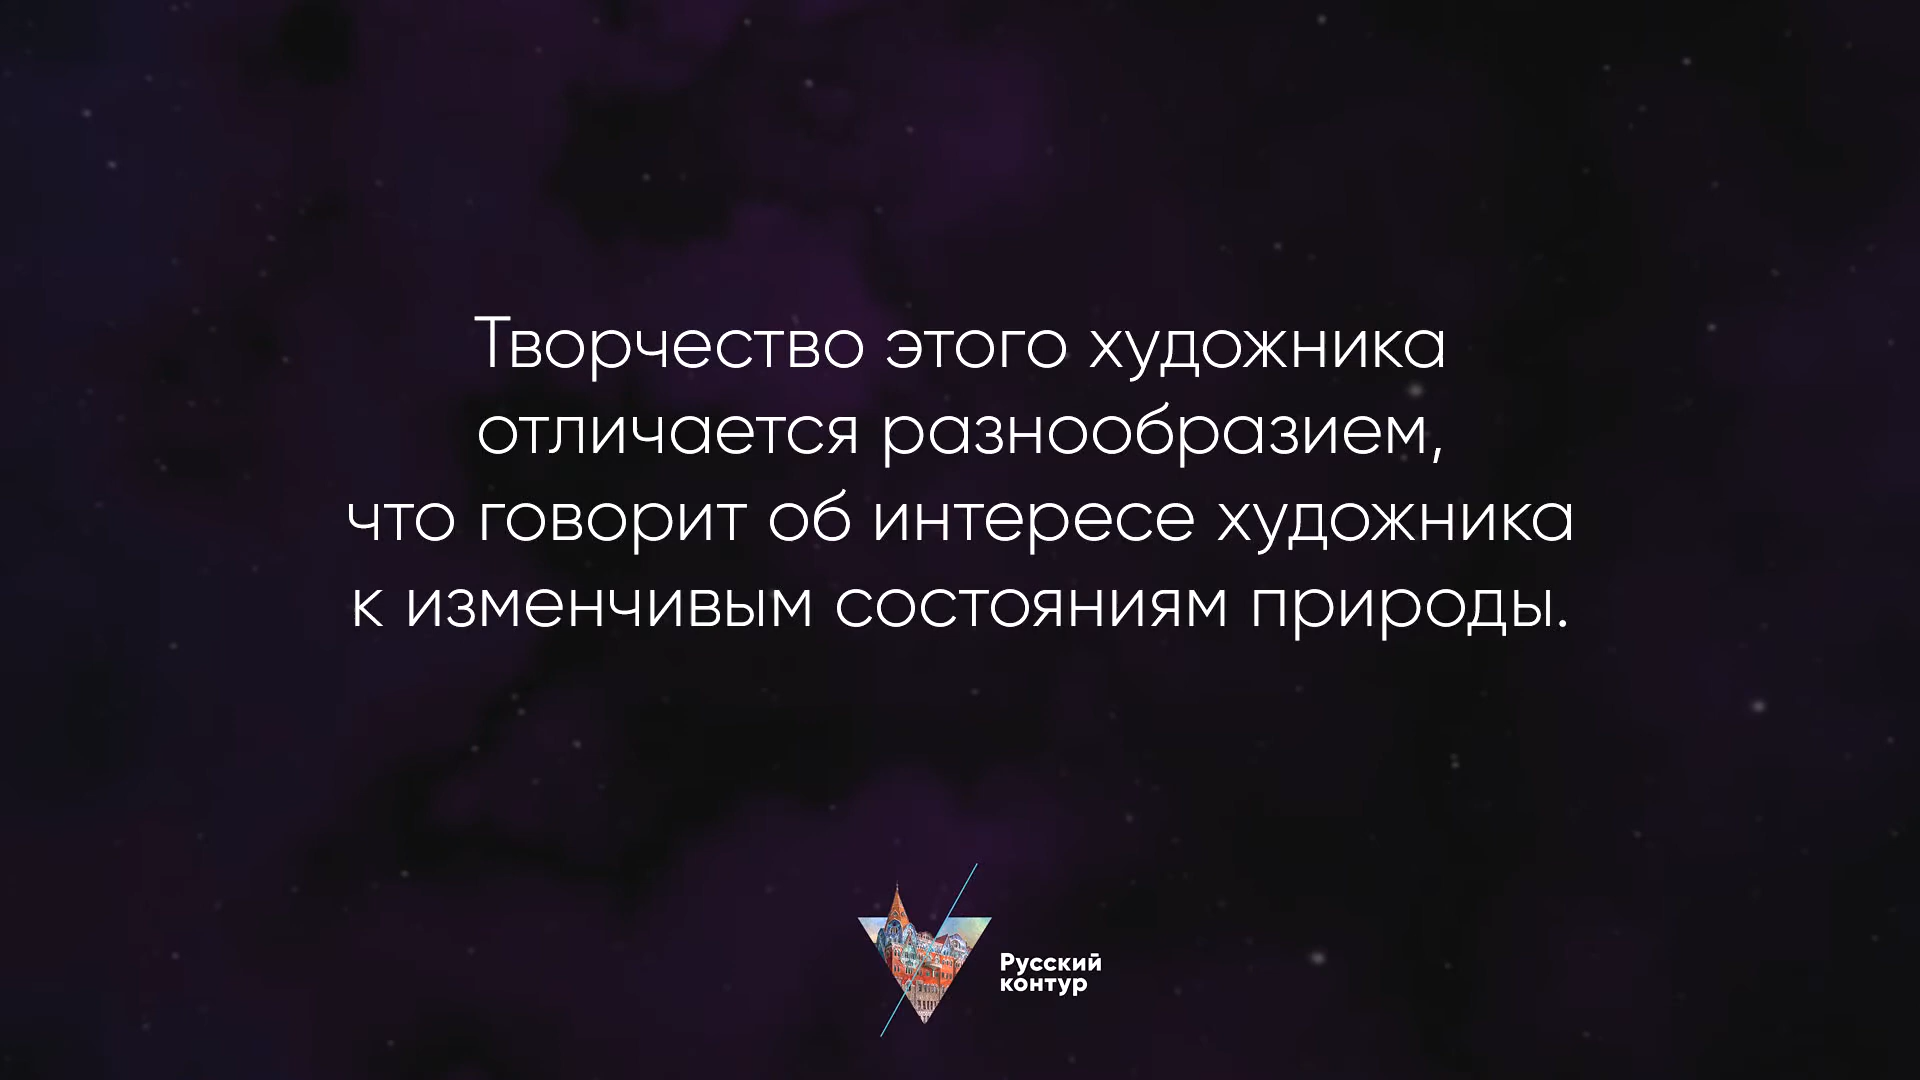 Творчество этого художника
отличается разнообразием,
что говорит об интересе художника
к изменчивым состояниям природы.
Русский
контур